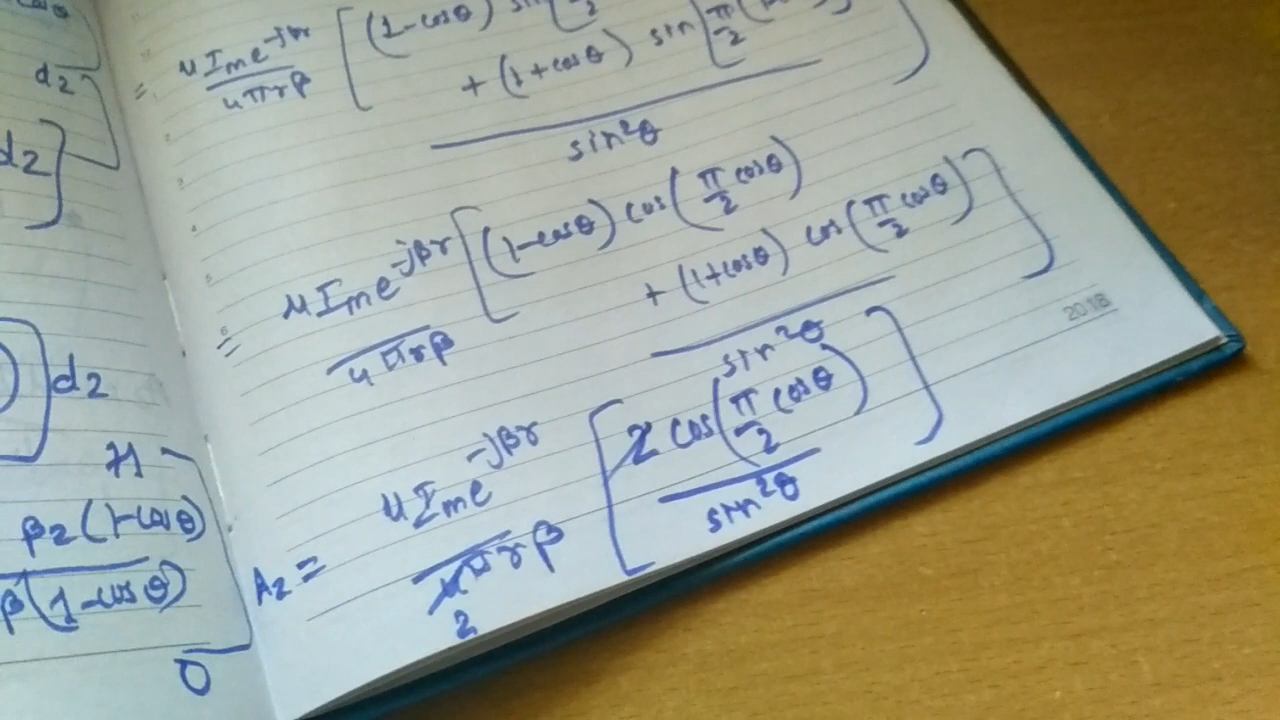 d2
d2]
]d2
λ/4
β2(1-cosθ)
β(1-cosθ)
0
= μIme^-jβr / 4πrβ [(1-cosθ)
+ (1+cosθ) sin[π/2
sin²θ
= μIme^-jβr / 4πrβ [(1-cosθ) cos(π/2 cosθ)
+ (1+cosθ) cos(π/2 cosθ)]
sin²θ
2018
Az = μIme^-jβr / 4πrβ [2 cos(π/2 cosθ) / sin²θ]
2